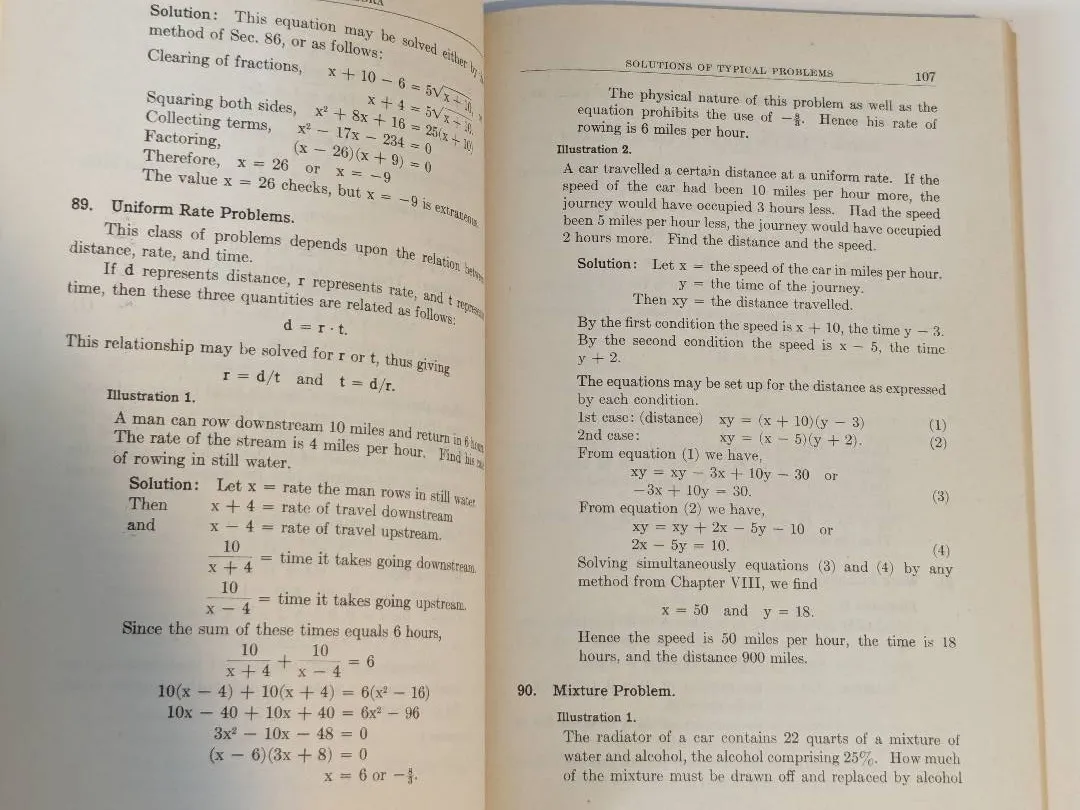 Solution: This equation may be solved either by
method of Sec. 86, or as follows:
Clearing of fractions, x + 10 − 6 = 5√x + 10,
x + 4 = 5√x + 10.
Squaring both sides, x² + 8x + 16 = 25(x + 10)
Collecting terms, x² − 17x − 234 = 0
Factoring, (x − 26)(x + 9) = 0
Therefore, x = 26 or x = −9
The value x = 26 checks, but x = −9 is extraneous.
89. Uniform Rate Problems.
This class of problems depends upon the relation between
distance, rate, and time.
If d represents distance, r represents rate, and t represents
time, then these three quantities are related as follows:
d = r · t.
This relationship may be solved for r or t, thus giving
r = d/t and t = d/r.
Illustration 1.
A man can row downstream 10 miles and return in 6 hours.
The rate of the stream is 4 miles per hour. Find his
of rowing in still water.
Solution: Let x = rate the man rows in still water.
Then x + 4 = rate of travel downstream
and x − 4 = rate of travel upstream.
10/(x + 4) = time it takes going downstream.
10/(x − 4) = time it takes going upstream.
Since the sum of these times equals 6 hours,
10/(x + 4) + 10/(x − 4) = 6
10(x − 4) + 10(x + 4) = 6(x² − 16)
10x − 40 + 10x + 40 = 6x² − 96
3x² − 10x − 48 = 0
(x − 6)(3x + 8) = 0
x = 6 or −8/3.
SOLUTIONS OF TYPICAL PROBLEMS 107
The physical nature of this problem as well as the
equation prohibits the use of −8/3. Hence his rate of
rowing is 6 miles per hour.
Illustration 2.
A car travelled a certain distance at a uniform rate. If the
speed of the car had been 10 miles per hour more, the
journey would have occupied 3 hours less. Had the speed
been 5 miles per hour less, the journey would have occupied
2 hours more. Find the distance and the speed.
Solution: Let x = the speed of the car in miles per hour.
y = the time of the journey.
Then xy = the distance travelled.
By the first condition the speed is x + 10, the time y − 3.
By the second condition the speed is x − 5, the time
y + 2.
The equations may be set up for the distance as expressed
by each condition.
1st case: (distance) xy = (x + 10)(y − 3) (1)
2nd case: xy = (x − 5)(y + 2). (2)
From equation (1) we have,
xy = xy − 3x + 10y − 30 or
−3x + 10y = 30. (3)
From equation (2) we have,
xy = xy + 2x − 5y − 10 or
2x − 5y = 10. (4)
Solving simultaneously equations (3) and (4) by any
method from Chapter VIII, we find
x = 50 and y = 18.
Hence the speed is 50 miles per hour, the time is 18
hours, and the distance 900 miles.
90. Mixture Problem.
Illustration 1.
The radiator of a car contains 22 quarts of a mixture of
water and alcohol, the alcohol comprising 25%. How much
of the mixture must be drawn off and replaced by alcohol